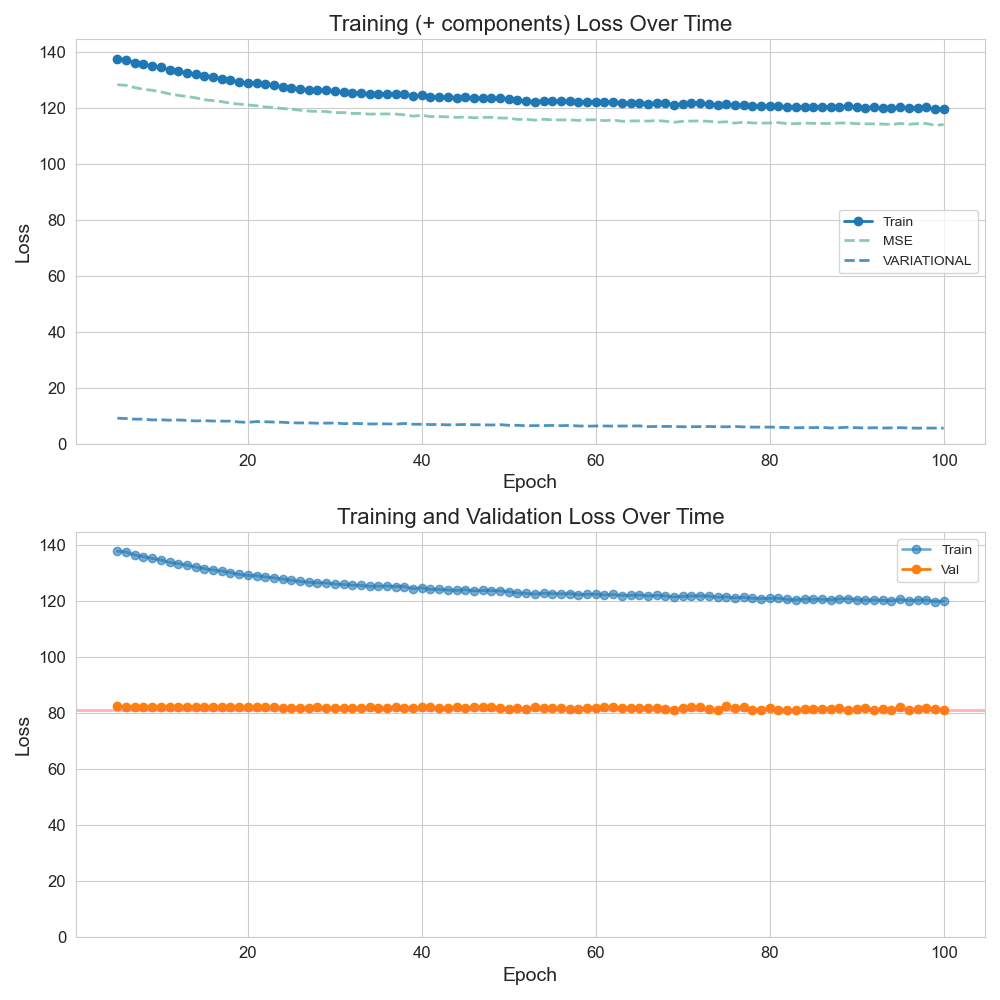 Training (+ components) Loss Over Time
140
120
100
80
60
40
20
0
Loss
Train
MSE
VARIATIONAL
20 40 60 80 100
Epoch
Training and Validation Loss Over Time
140
120
100
80
60
40
20
0
Loss
Train
Val
20 40 60 80 100
Epoch